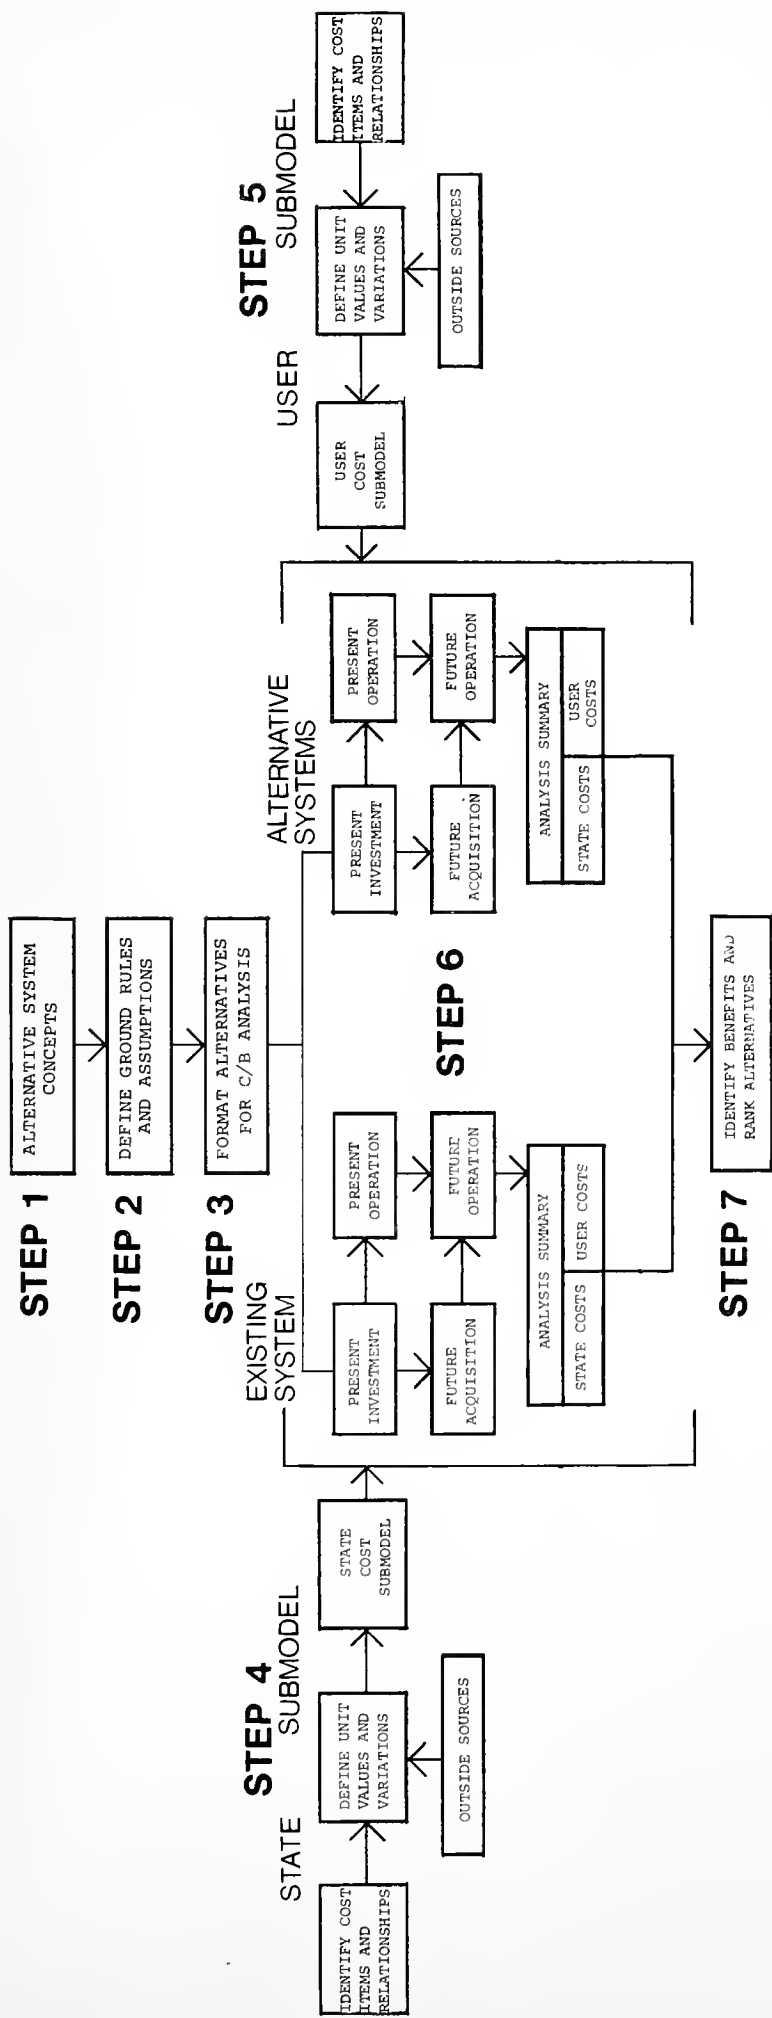 STEP 1
ALTERNATIVE SYSTEM
CONCEPTS
STEP 2
DEFINE GROUND RULES
AND ASSUMPTIONS
STEP 3
FORMAT ALTERNATIVES
FOR C/B ANALYSIS
STEP 4
STATE SUBMODEL
IDENTIFY COST
ITEMS AND
RELATIONSHIPS
DEFINE UNIT
VALUES AND
VARIATIONS
OUTSIDE SOURCES
STATE
COST
SUBMODEL
EXISTING
SYSTEM
PRESENT
INVESTMENT
PRESENT
OPERATION
FUTURE
ACQUISITION
FUTURE
OPERATION
ANALYSIS SUMMARY
STATE COSTS
USER COSTS
STEP 6
ALTERNATIVE
SYSTEMS
PRESENT
INVESTMENT
PRESENT
OPERATION
FUTURE
ACQUISITION
FUTURE
OPERATION
ANALYSIS SUMMARY
STATE COSTS
USER
COSTS
STEP 5
USER SUBMODEL
USER
COST
SUBMODEL
DEFINE UNIT
VALUES AND
VARIATIONS
OUTSIDE SOURCES
IDENTIFY COST
ITEMS AND
RELATIONSHIPS
STEP 7
IDENTIFY BENEFITS AND
RANK ALTERNATIVES